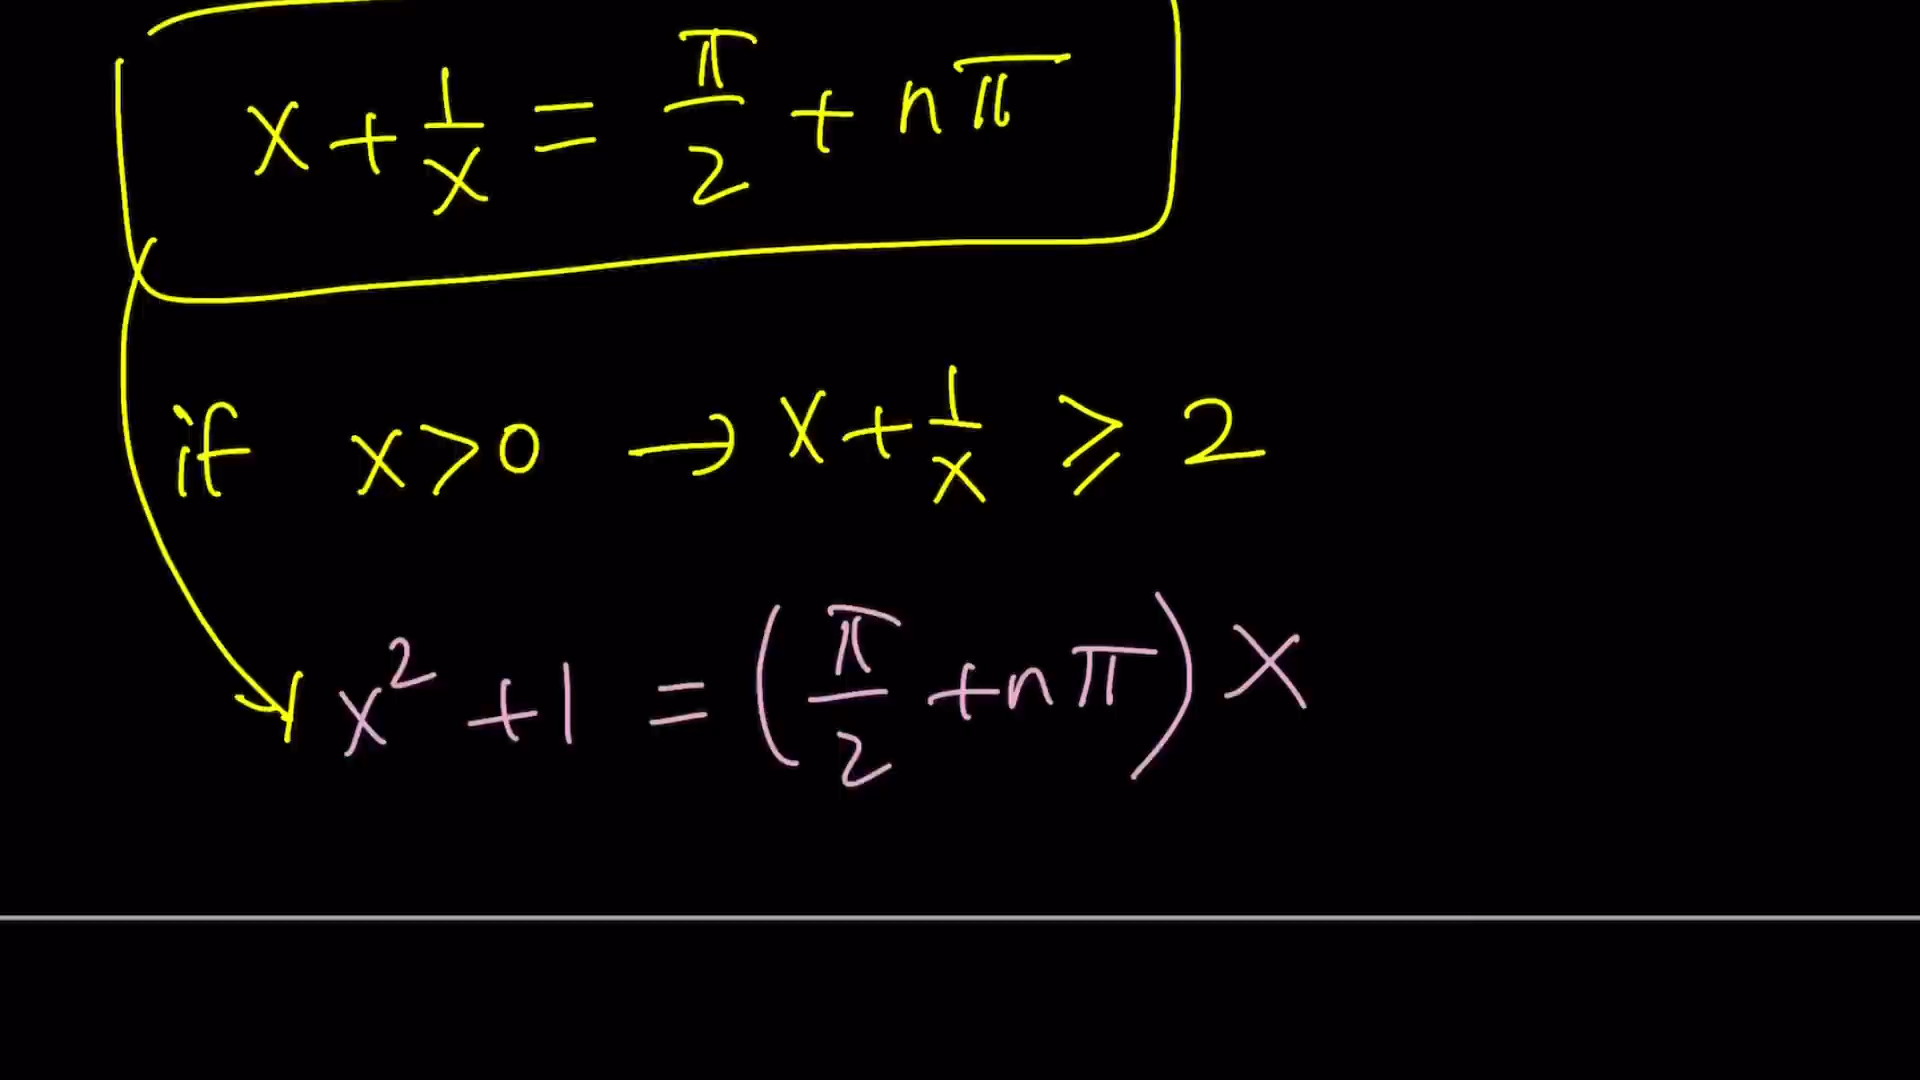 x + 1/x = π/2 + nπ
if x>0 → x + 1/x ⩾ 2
x² + 1 = (π/2 + nπ) x